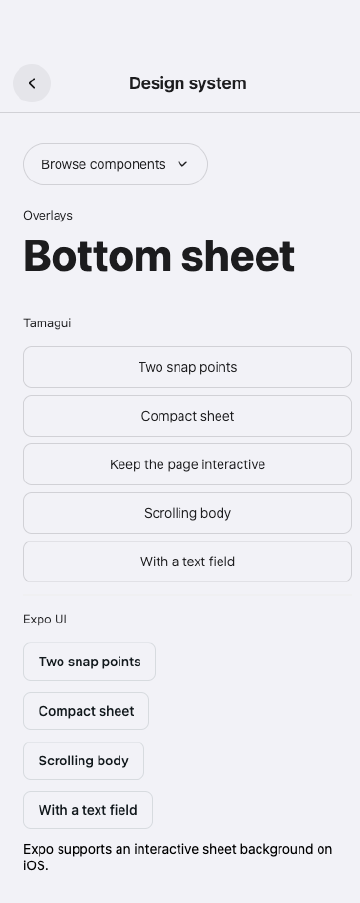 Design system
Browse components
Overlays
Bottom sheet
Tamagui
Two snap points
Compact sheet
Keep the page interactive
Scrolling body
With a text field
Expo UI
Two snap points
Compact sheet
Scrolling body
With a text field
Expo supports an interactive sheet background on
iOS.